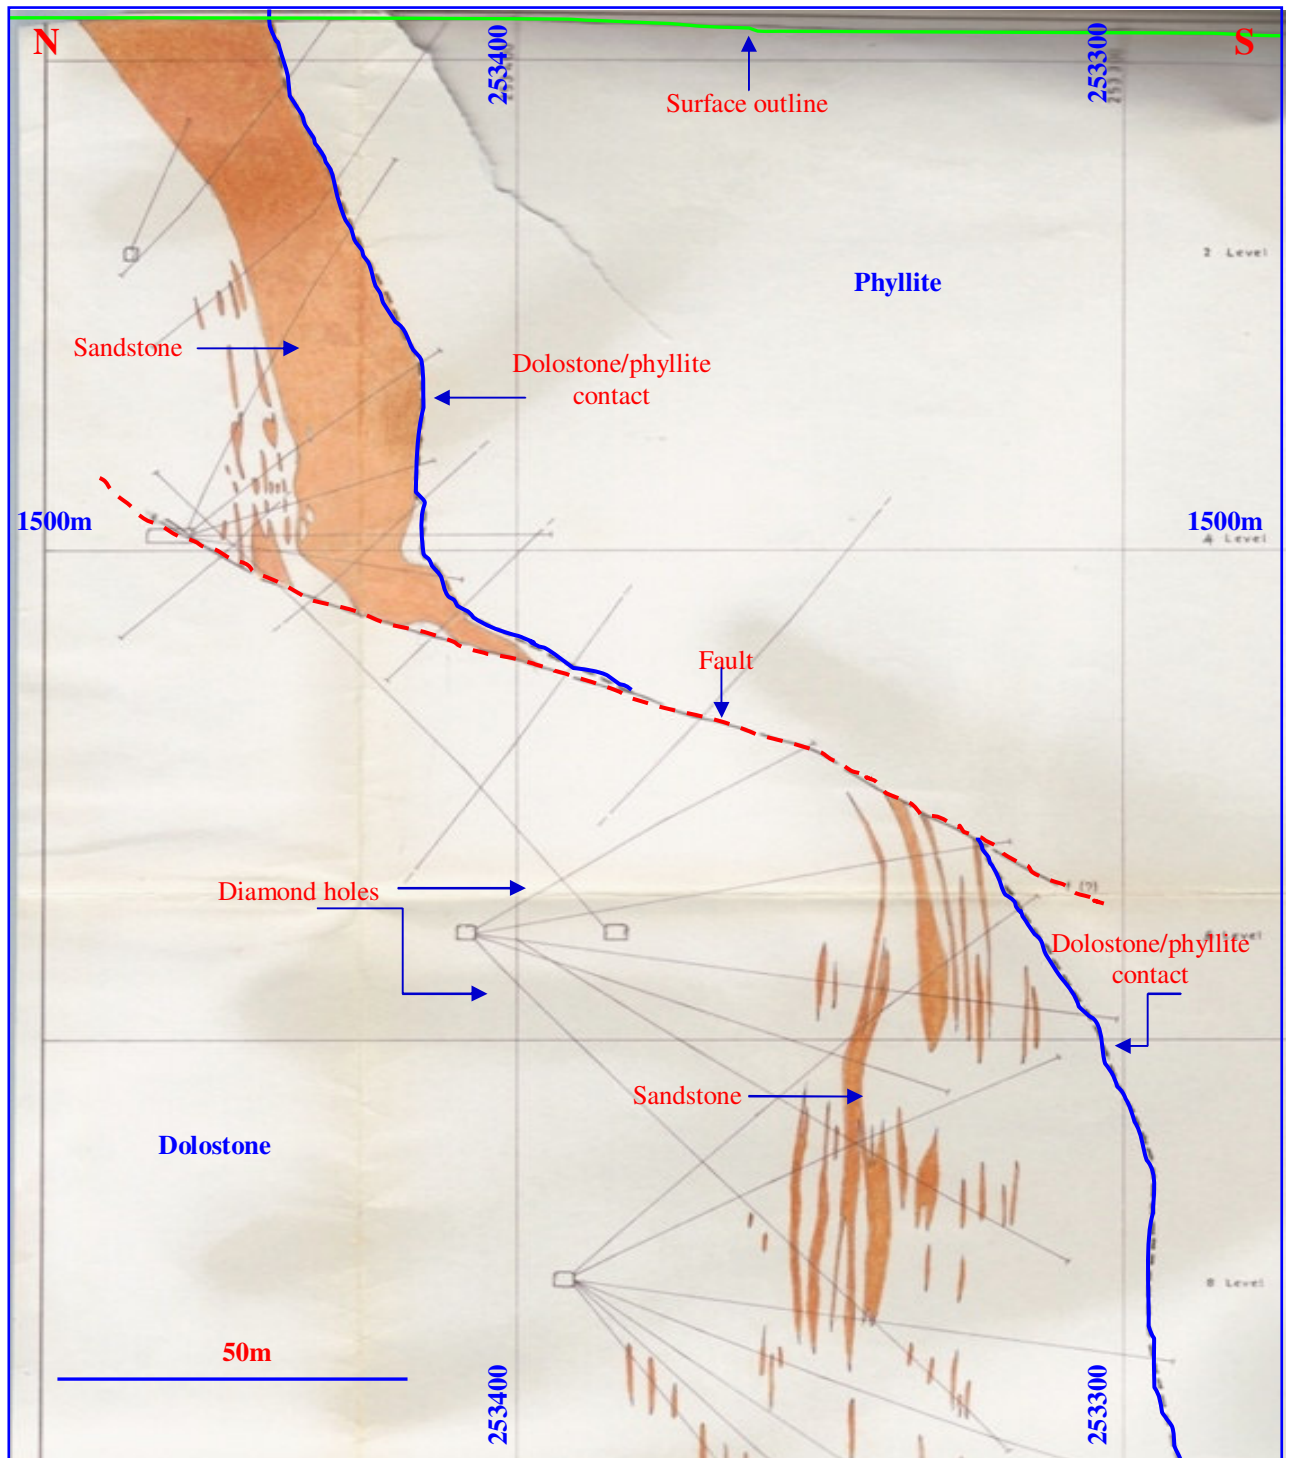 N
253400
253300
S
Surface outline
Phyllite
2 Level
Sandstone
Dolostone/phyllite
contact
1500m
1500m
4 Level
Fault
Diamond holes
(?)
Level
Dolostone/phyllite
contact
Sandstone
Dolostone
8 Level
50m
253400
253300